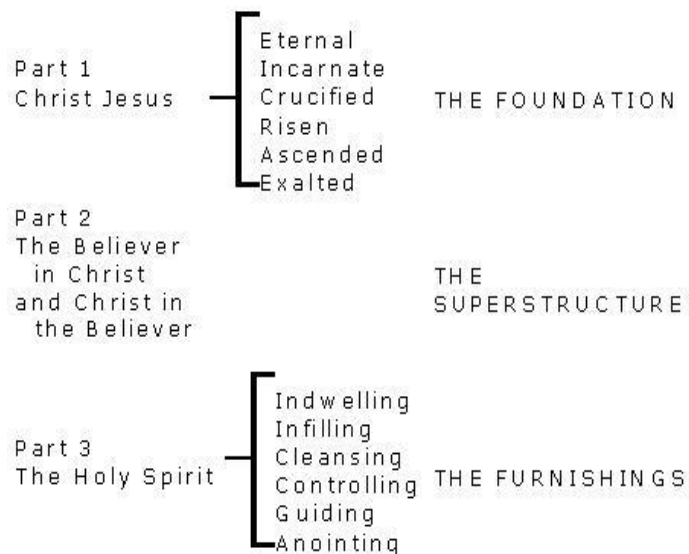 Part 1
Christ Jesus
Eternal
Incarnate
Crucified
Risen
Ascended
Exalted
THE FOUNDATION
Part 2
The Believer
in Christ
and Christ in
the Believer
THE
SUPERSTRUCTURE
Part 3
The Holy Spirit
Indwelling
Infilling
Cleansing
Controlling
Guiding
Anointing
THE FURNISHINGS